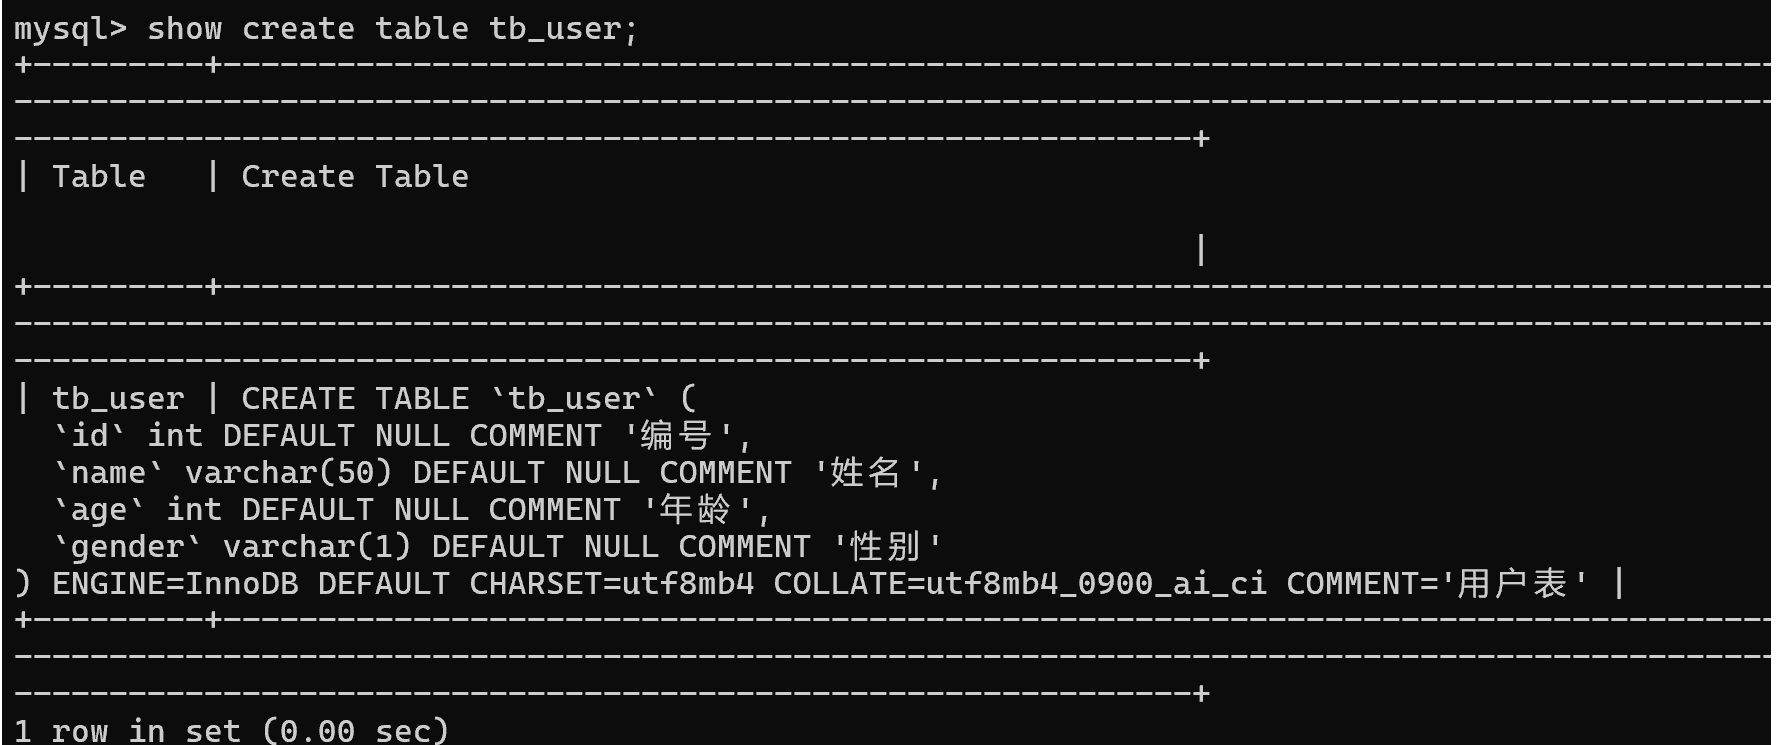 mysql> show create table tb_user;
+---------+----------------------------------------------------------------------------------
---------------------------------------------------------------------------------------------
--------------------------------------------------------------+
| Table   | Create Table
|
+---------+----------------------------------------------------------------------------------
---------------------------------------------------------------------------------------------
--------------------------------------------------------------+
| tb_user | CREATE TABLE `tb_user` (
  `id` int DEFAULT NULL COMMENT '编号',
  `name` varchar(50) DEFAULT NULL COMMENT '姓名',
  `age` int DEFAULT NULL COMMENT '年龄',
  `gender` varchar(1) DEFAULT NULL COMMENT '性别'
) ENGINE=InnoDB DEFAULT CHARSET=utf8mb4 COLLATE=utf8mb4_0900_ai_ci COMMENT='用户表' |
+---------+----------------------------------------------------------------------------------
---------------------------------------------------------------------------------------------
--------------------------------------------------------------+
1 row in set (0.00 sec)